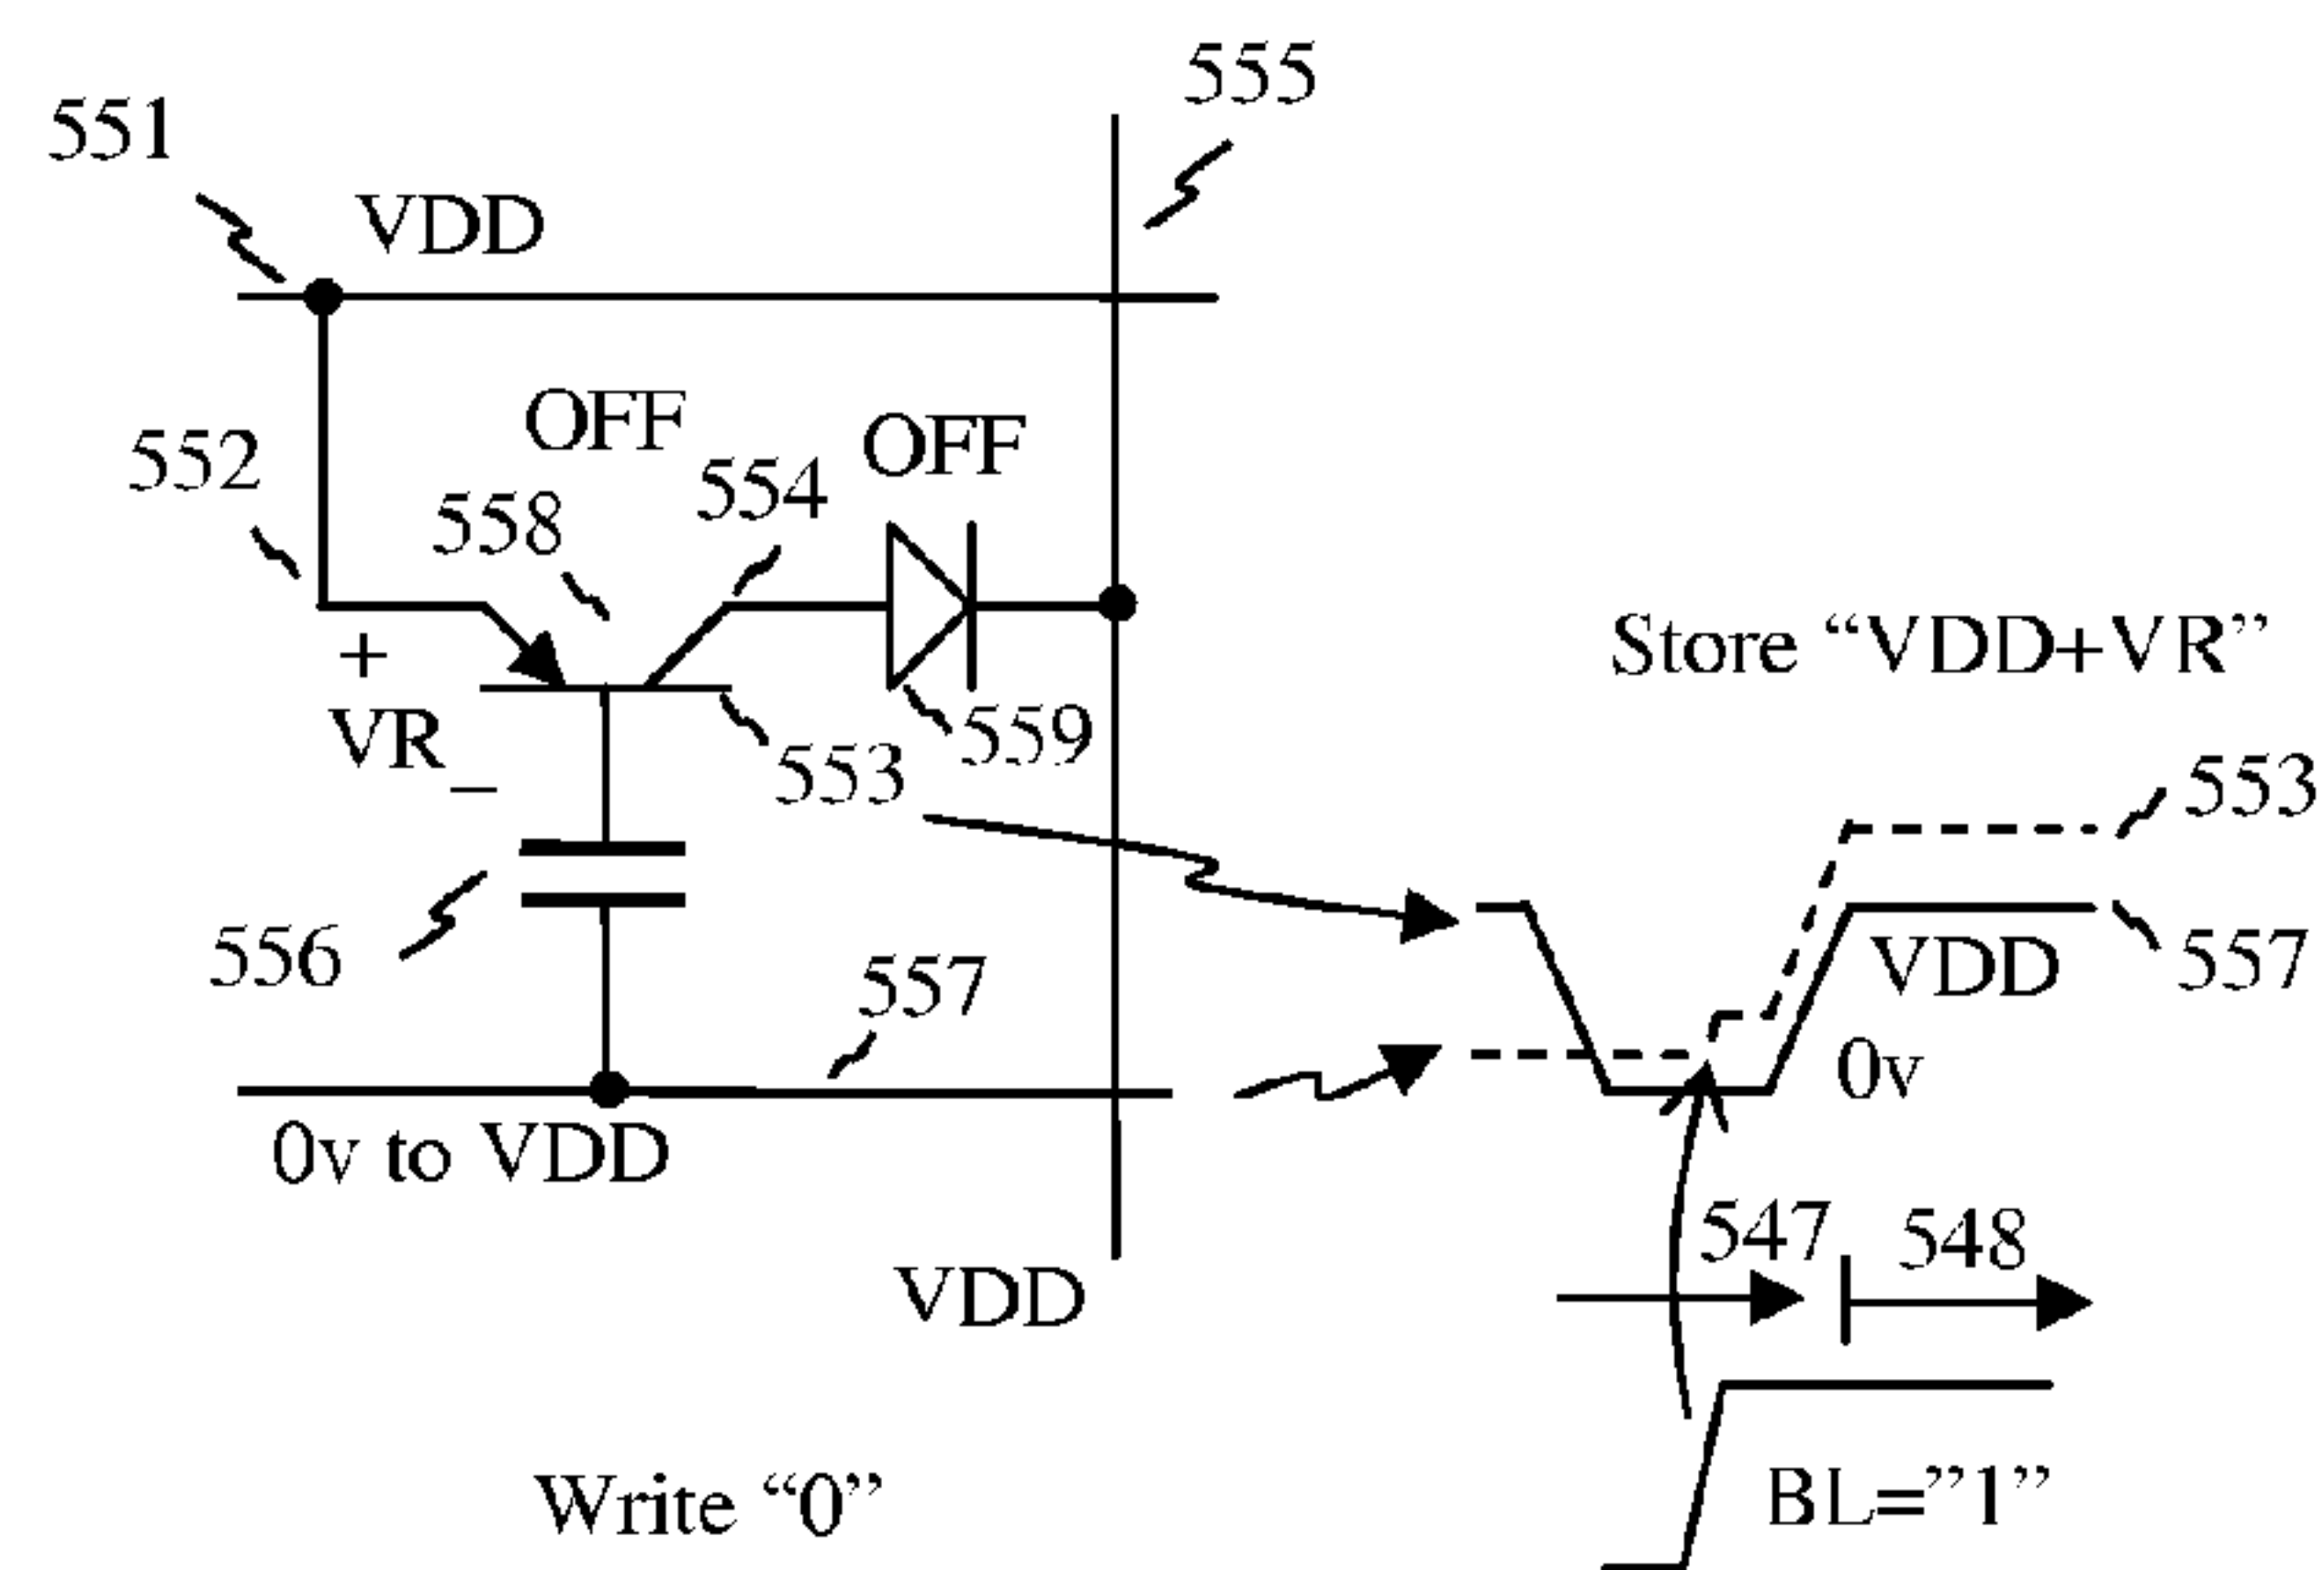 555
551
VDD
OFF
OFF
552
554
558
Store “VDD+VR”
+
VR
−
559
553
553
556
557
VDD
557
0v
0v to VDD
547
548
VDD
Write “0”
BL=”1”